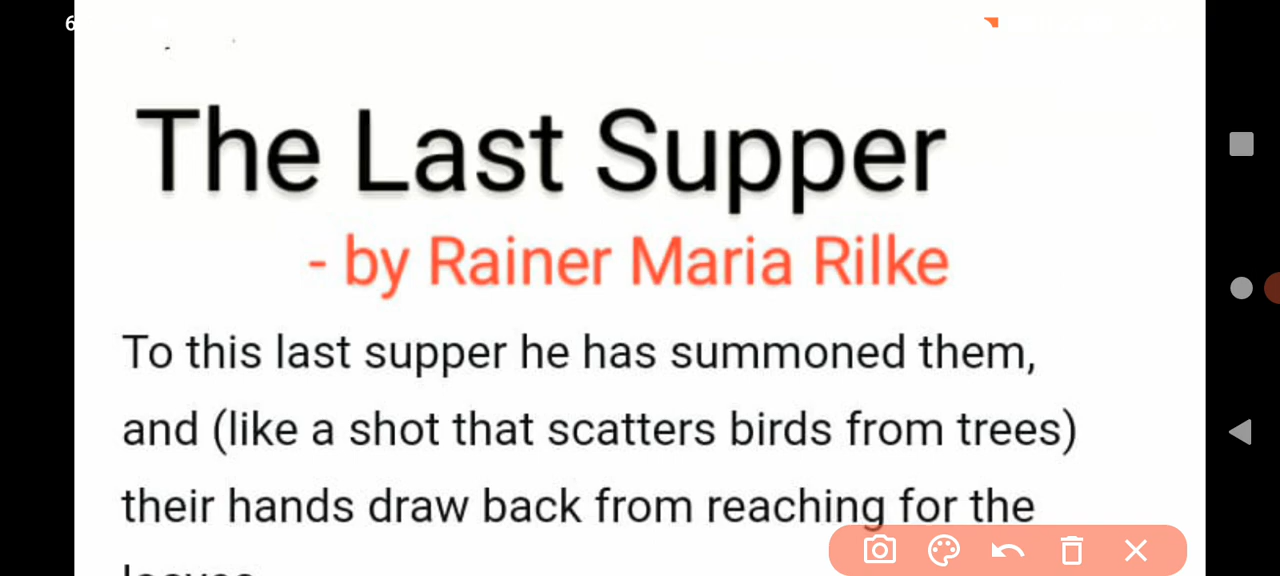 6
The Last Supper
- by Rainer Maria Rilke
To this last supper he has summoned them,
and (like a shot that scatters birds from trees)
their hands draw back from reaching for the